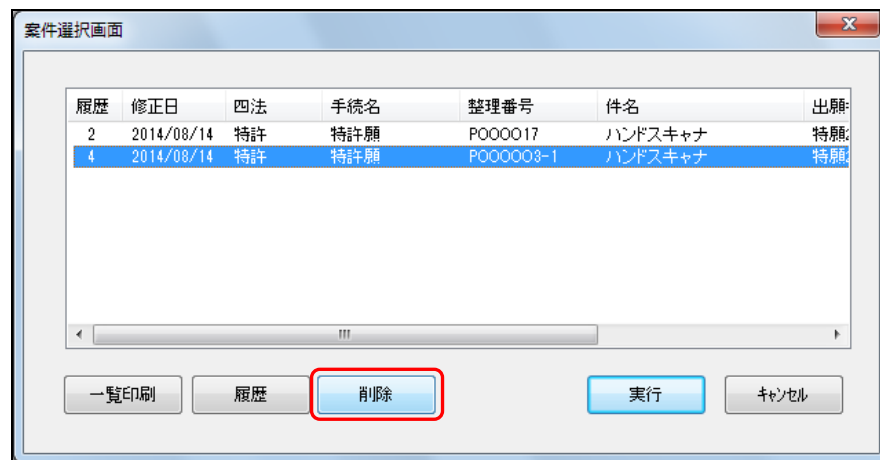 案件選択画面
履歴 修正日 四法 手続名 整理番号 件名 出願
2 2014/08/14 特許 特許願 P000017 ハンドスキャナ 特願2
4 2014/08/14 特許 特許願 P000003-1 ハンドスキャナ 特願2
一覧印刷 履歴 削除 実行 キャンセル